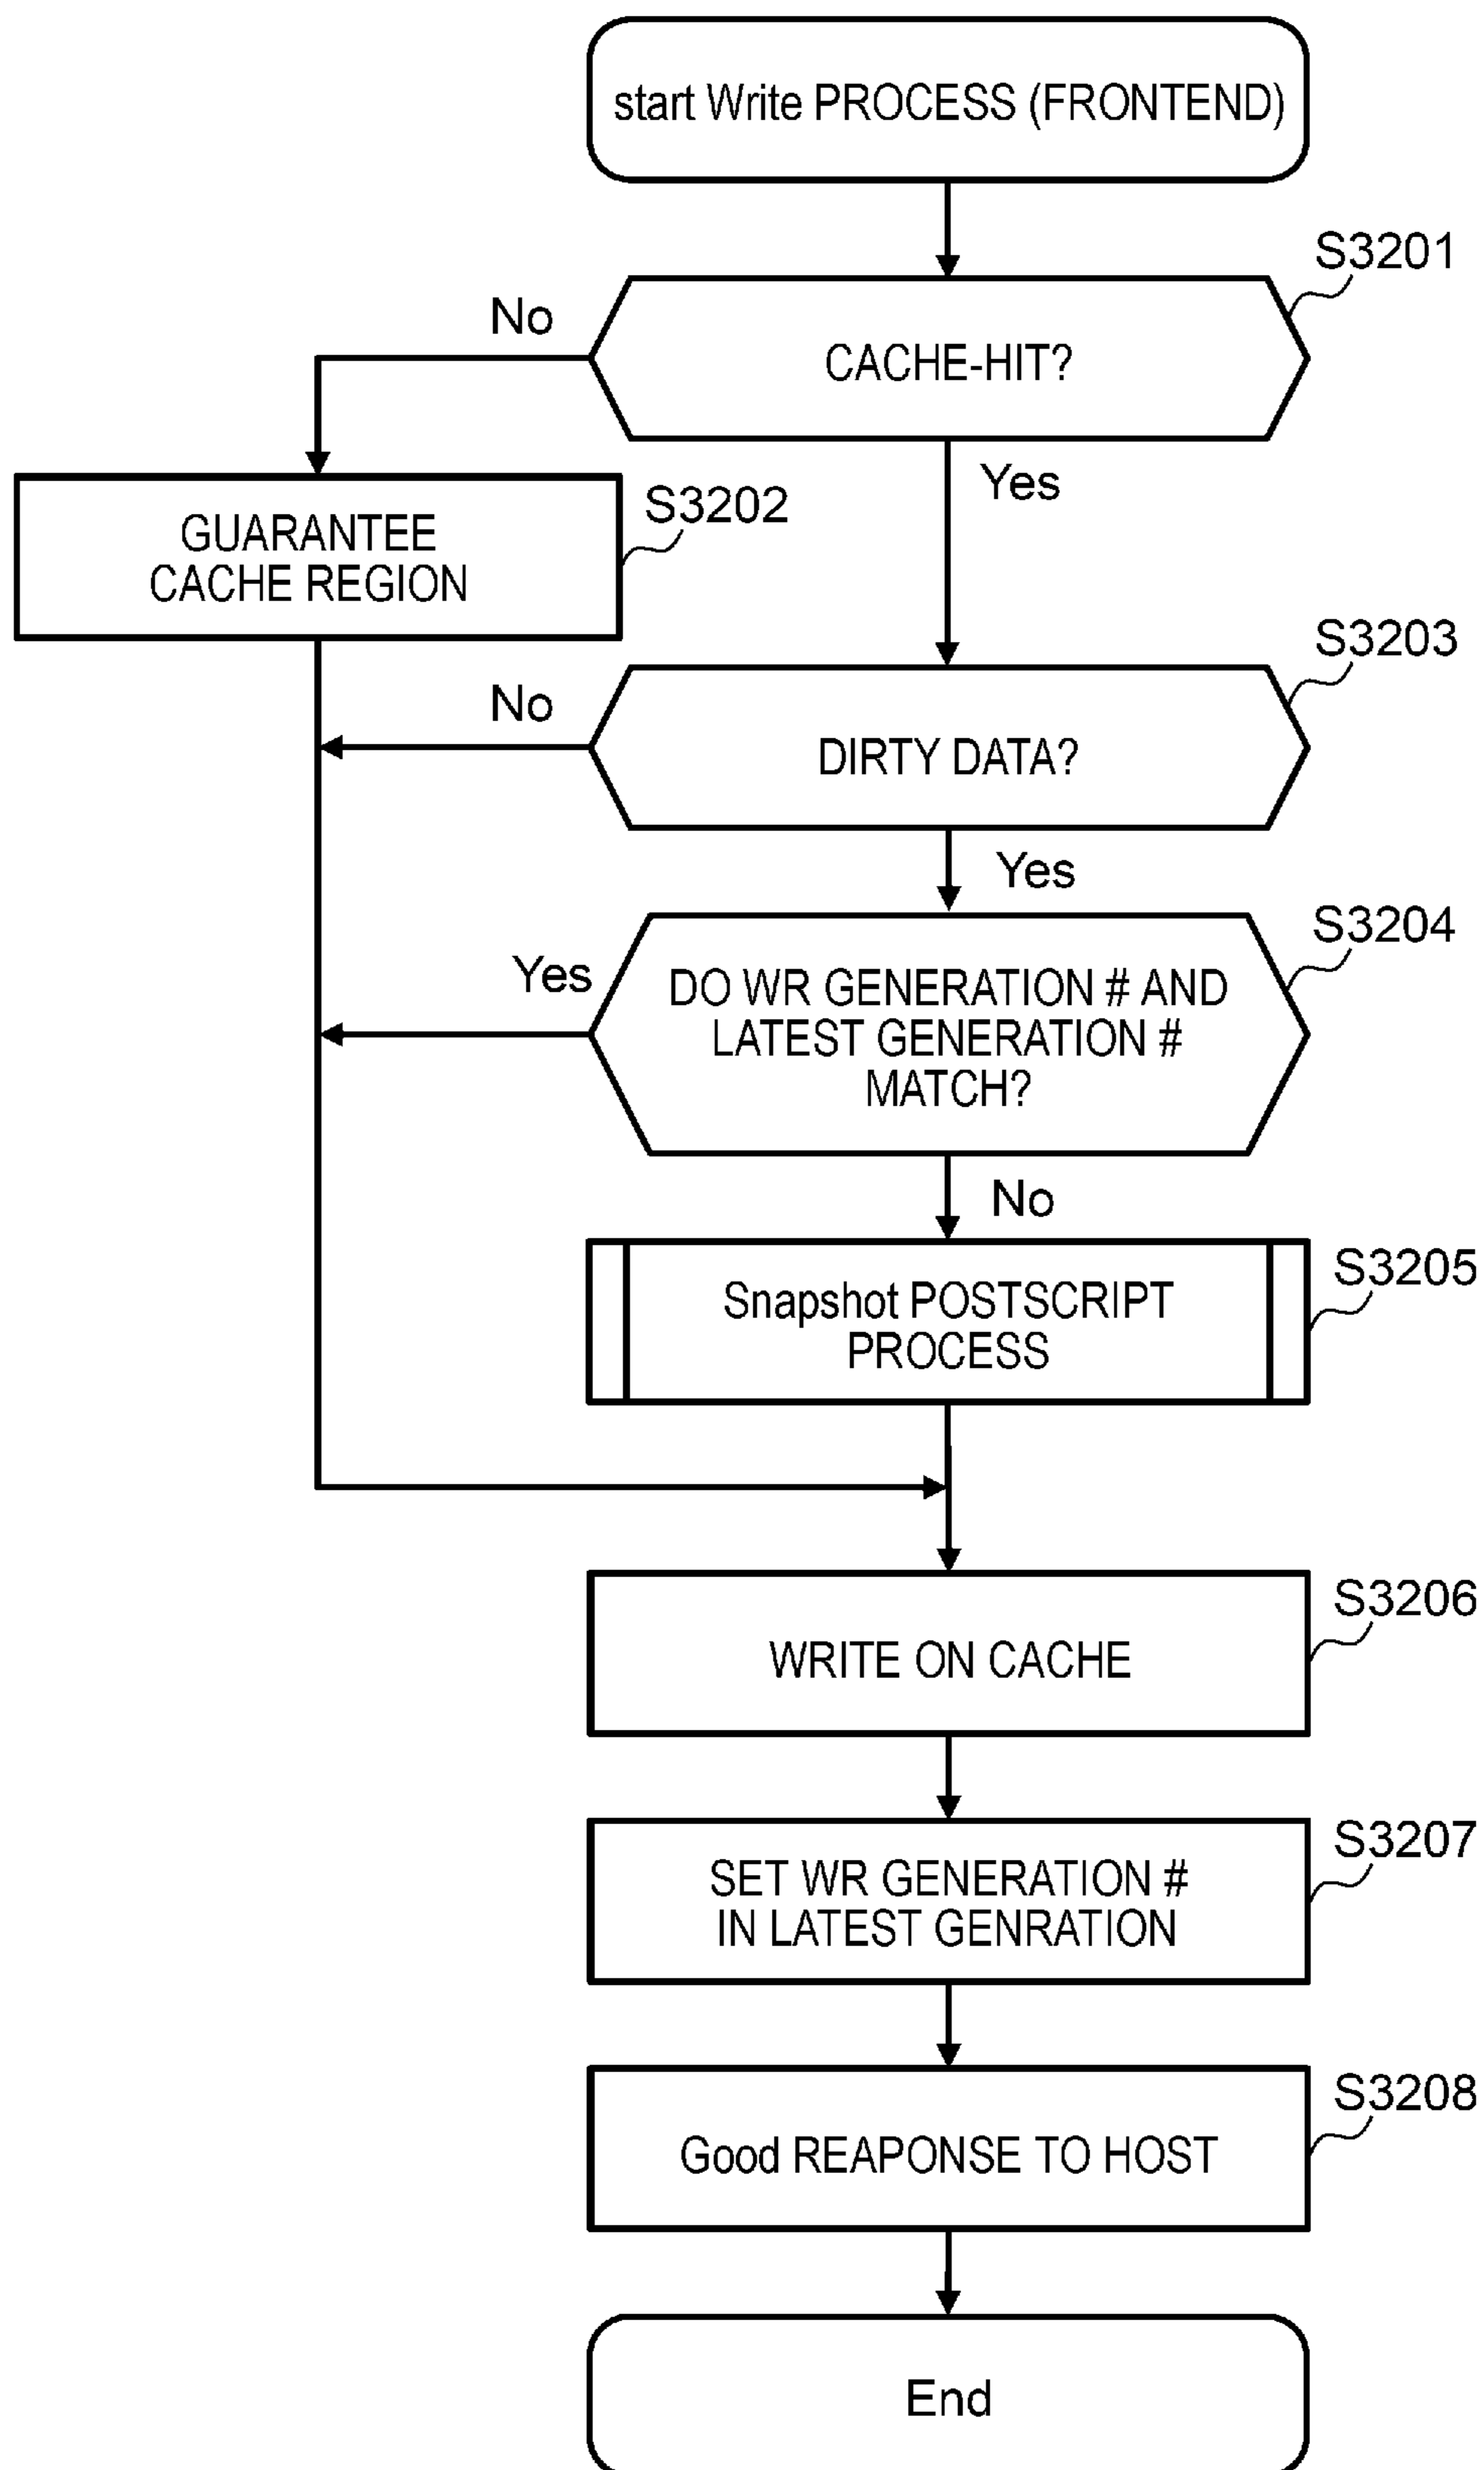 start Write PROCESS (FRONTEND)
S3201
No
CACHE-HIT?
Yes
S3202
GUARANTEE
CACHE REGION
S3203
No
DIRTY DATA?
Yes
S3204
Yes
DO WR GENERATION # AND
LATEST GENERATION #
MATCH?
No
S3205
Snapshot POSTSCRIPT
PROCESS
S3206
WRITE ON CACHE
S3207
SET WR GENERATION #
IN LATEST GENRATION
S3208
Good REAPONSE TO HOST
End